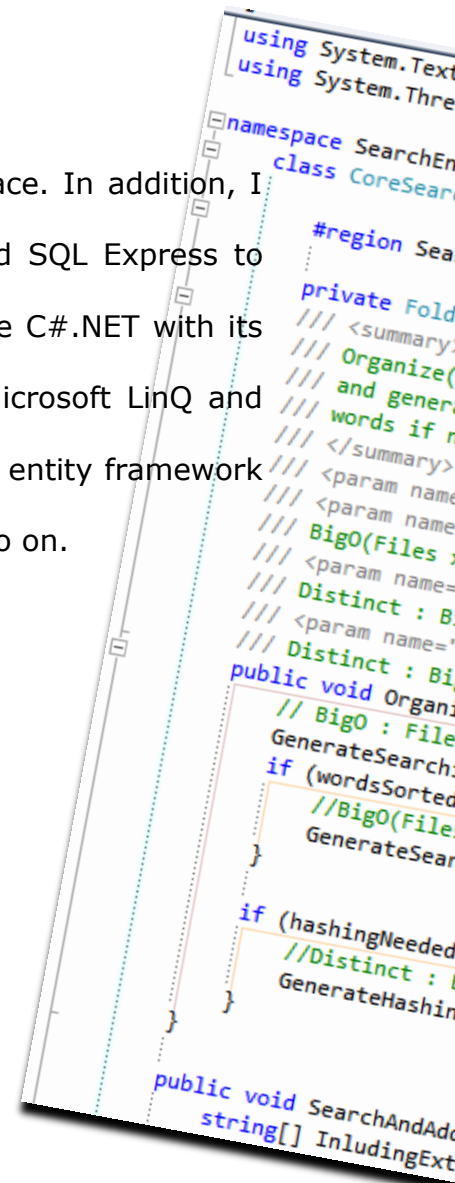 ace. In addition, I
d SQL Express to
e C#.NET with its
icrosoft LinQ and
entity framework
o on.
using System.Text
using System.Thre
namespace SearchEn
class CoreSear
#region Sea
private Fold
/// <summary>
/// Organize(
/// and genera
/// words if n
/// </summary>
/// <param name
/// <param name
/// BigO(Files x
/// <param name=
/// Distinct : Bi
/// <param name="
/// Distinct : Big
public void Organi
// BigO : File
GenerateSearchi
if (wordsSorted
//BigO(Files
GenerateSear
}
if (hashingNeeded
//Distinct : B
GenerateHashin
}
}
public void SearchAndAdd
string[] InludingExt